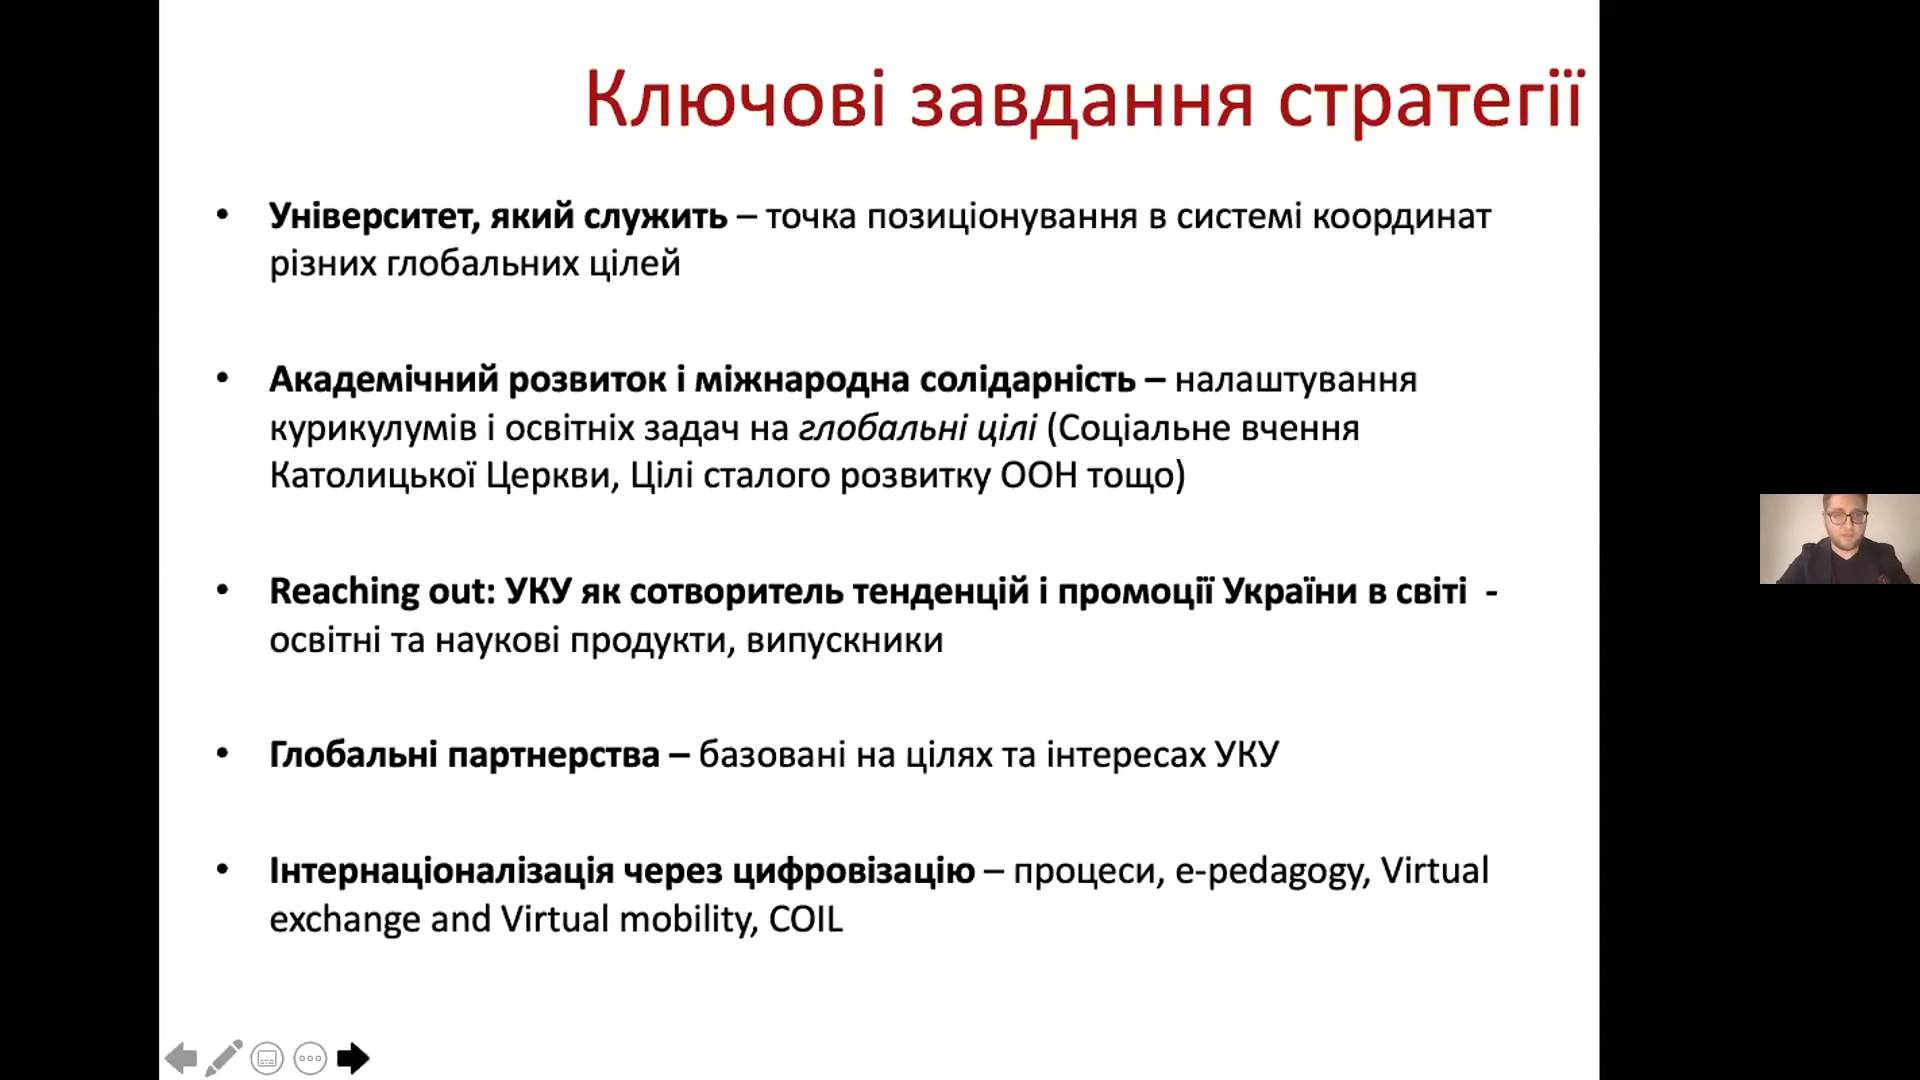 Ключові завдання стратегії
• Університет, який служить – точка позиціонування в системі координат
різних глобальних цілей
• Академічний розвиток і міжнародна солідарність – налаштування
курикулумів і освітніх задач на глобальні цілі (Соціальне вчення
Католицької Церкви, Цілі сталого розвитку ООН тощо)
• Reaching out: УКУ як сотворитель тенденцій і промоції України в світі -
освітні та наукові продукти, випускники
• Глобальні партнерства – базовані на цілях та інтересах УКУ
• Інтернаціоналізація через цифровізацію – процеси, e-pedagogy, Virtual
exchange and Virtual mobility, COIL